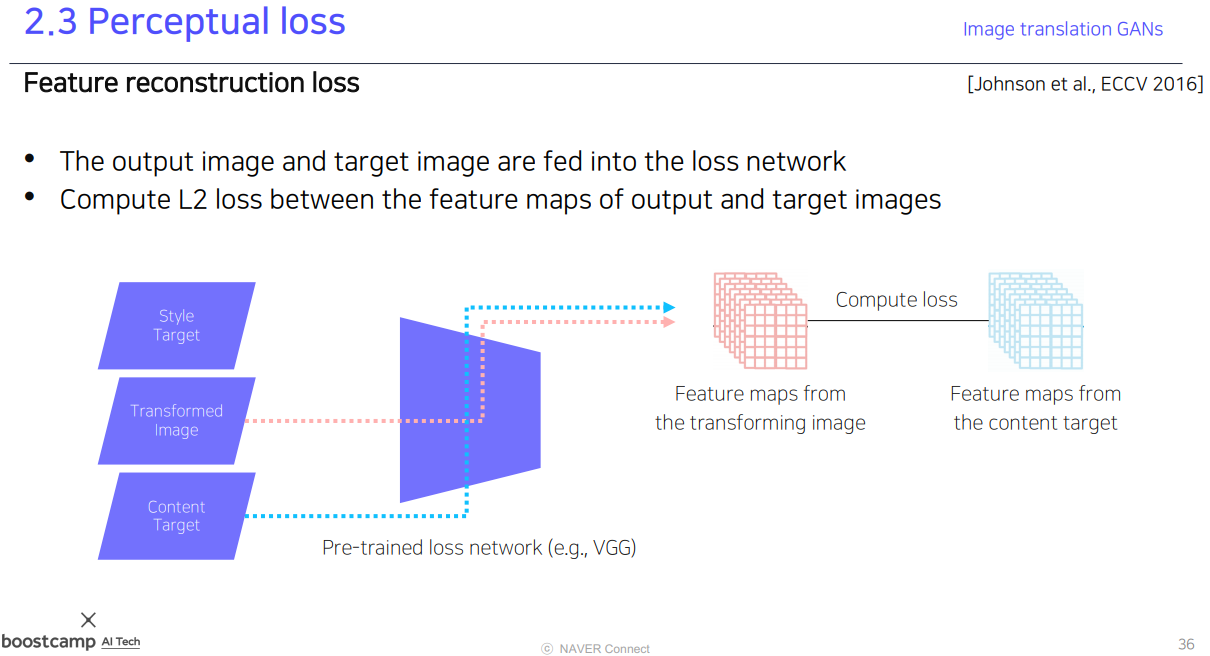 2.3 Perceptual loss
Image translation GANs
Feature reconstruction loss
[Johnson et al., ECCV 2016]
• The output image and target image are fed into the loss network
• Compute L2 loss between the feature maps of output and target images
Style
Target
Transformed
Image
Content
Target
Pre-trained loss network (e.g., VGG)
Compute loss
Feature maps from
the transforming image
Feature maps from
the content target
boostcamp AI Tech
© NAVER Connect
36